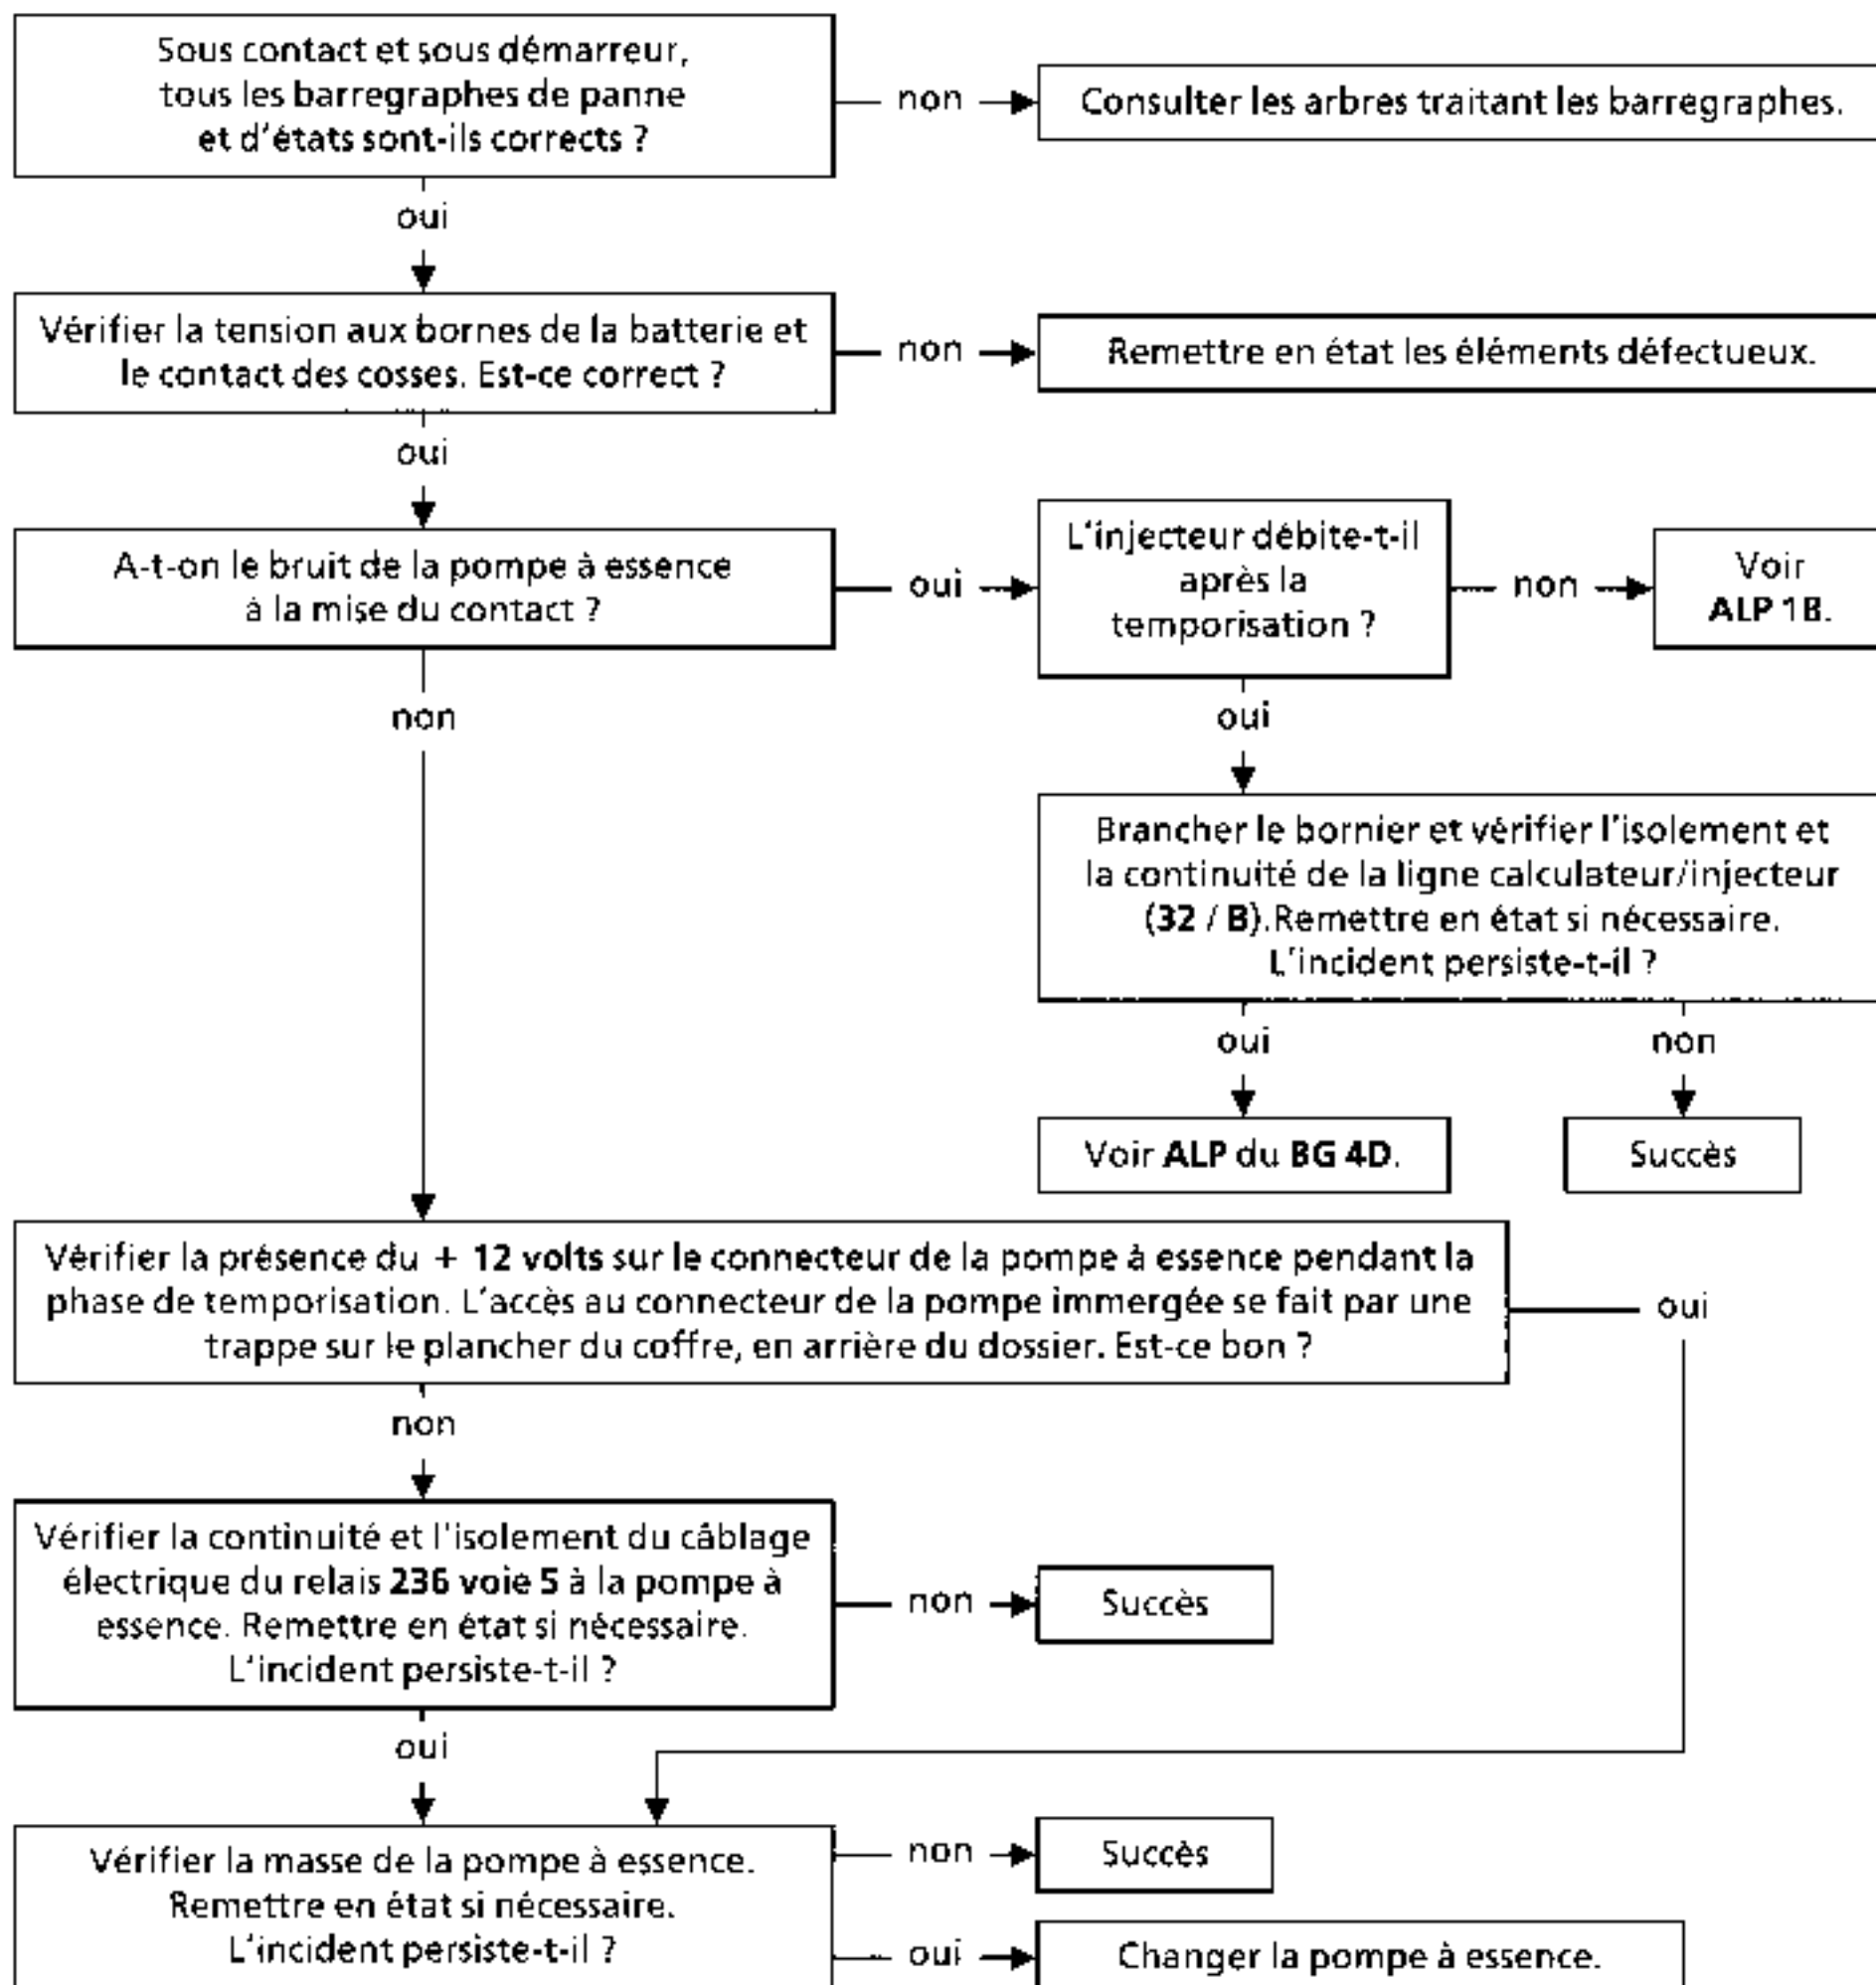 Sous contact et sous démarreur,
tous les barregraphes de panne
et d'états sont-ils corrects ?
non
Consulter les arbres traitant les barregraphes.
oui
Vérifier la tension aux bornes de la batterie et
le contact des cosses. Est-ce correct ?
non
Remettre en état les éléments défectueux.
oui
A-t-on le bruit de la pompe à essence
à la mise du contact ?
oui
L'injecteur débite-t-il
après la
temporisation ?
non
Voir
ALP 1B.
non
oui
Brancher le bornier et vérifier l'isolement et
la continuité de la ligne calculateur/injecteur
(32 / B).Remettre en état si nécessaire.
L'incident persiste-t-il ?
oui
non
Voir ALP du BG 4D.
Succès
Vérifier la présence du + 12 volts sur le connecteur de la pompe à essence pendant la
phase de temporisation. L'accès au connecteur de la pompe immergée se fait par une
trappe sur le plancher du coffre, en arrière du dossier. Est-ce bon ?
oui
non
Vérifier la continuité et l'isolement du câblage
électrique du relais 236 voie 5 à la pompe à
essence. Remettre en état si nécessaire.
L'incident persiste-t-il ?
non
Succès
oui
Vérifier la masse de la pompe à essence.
Remettre en état si nécessaire.
L'incident persiste-t-il ?
non
Succès
oui
Changer la pompe à essence.